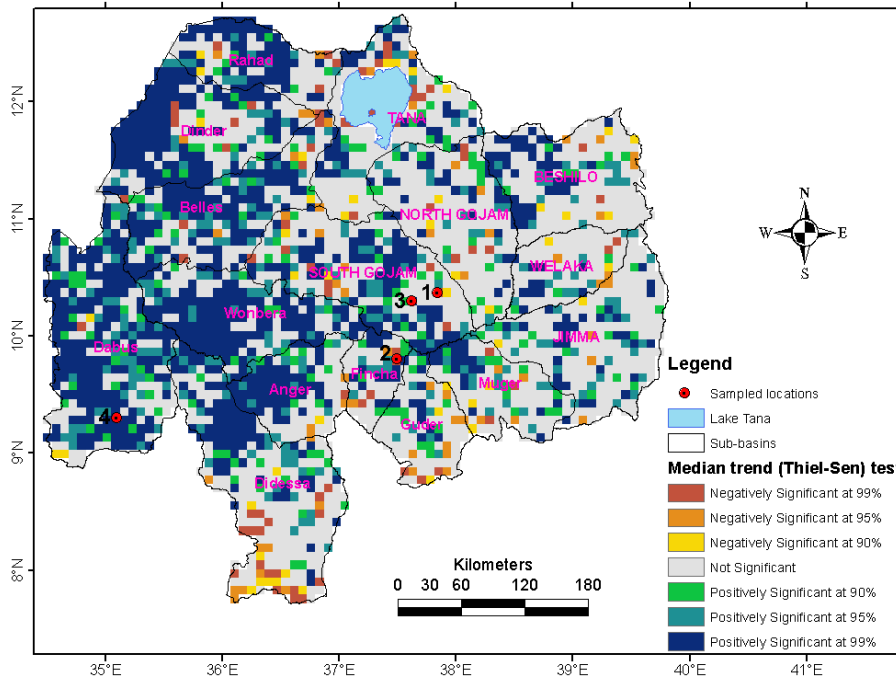 Rahad
12°N
TANA
Dinder
BESHILO
N
Belles
11°N
NORTH GOJAM
W
E
S
SOUTH GOJAM
WELAKA
1
3
Wonbera
10°N
Dabus
JIMMA
2
Fincha
Muger
Anger
Guder
4
9°N
Didessa
8°N
Legend
Sampled locations
Lake Tana
Sub-basins
Median trend (Thiel-Sen) tes
Negatively Significant at 99%
Negatively Significant at 95%
Negatively Significant at 90%
Not Significant
Positively Significant at 90%
Positively Significant at 95%
Positively Significant at 99%
Kilometers
0 30 60 120 180
35°E 36°E 37°E 38°E 39°E 40°E 41°E